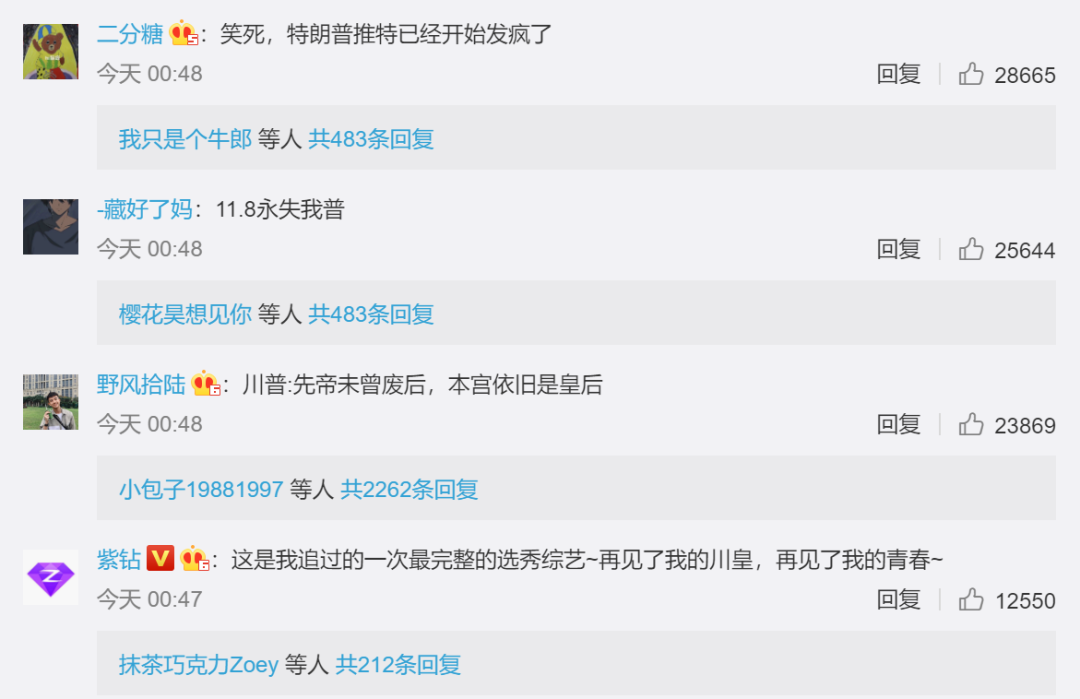 二分糖：笑死，特朗普推特已经开始发疯了
今天 00:48 回复 28665
我只是个牛郎 等人 共483条回复
-藏好了妈：11.8永失我普
今天 00:48 回复 25644
樱花昊想见你 等人 共483条回复
野风拾陆：川普:先帝未曾废后，本宫依旧是皇后
今天 00:48 回复 23869
小包子19881997 等人 共2262条回复
紫钻 V：这是我追过的一次最完整的选秀综艺~再见了我的川皇，再见了我的青春~
今天 00:47 回复 12550
抹茶巧克力Zoey 等人 共212条回复